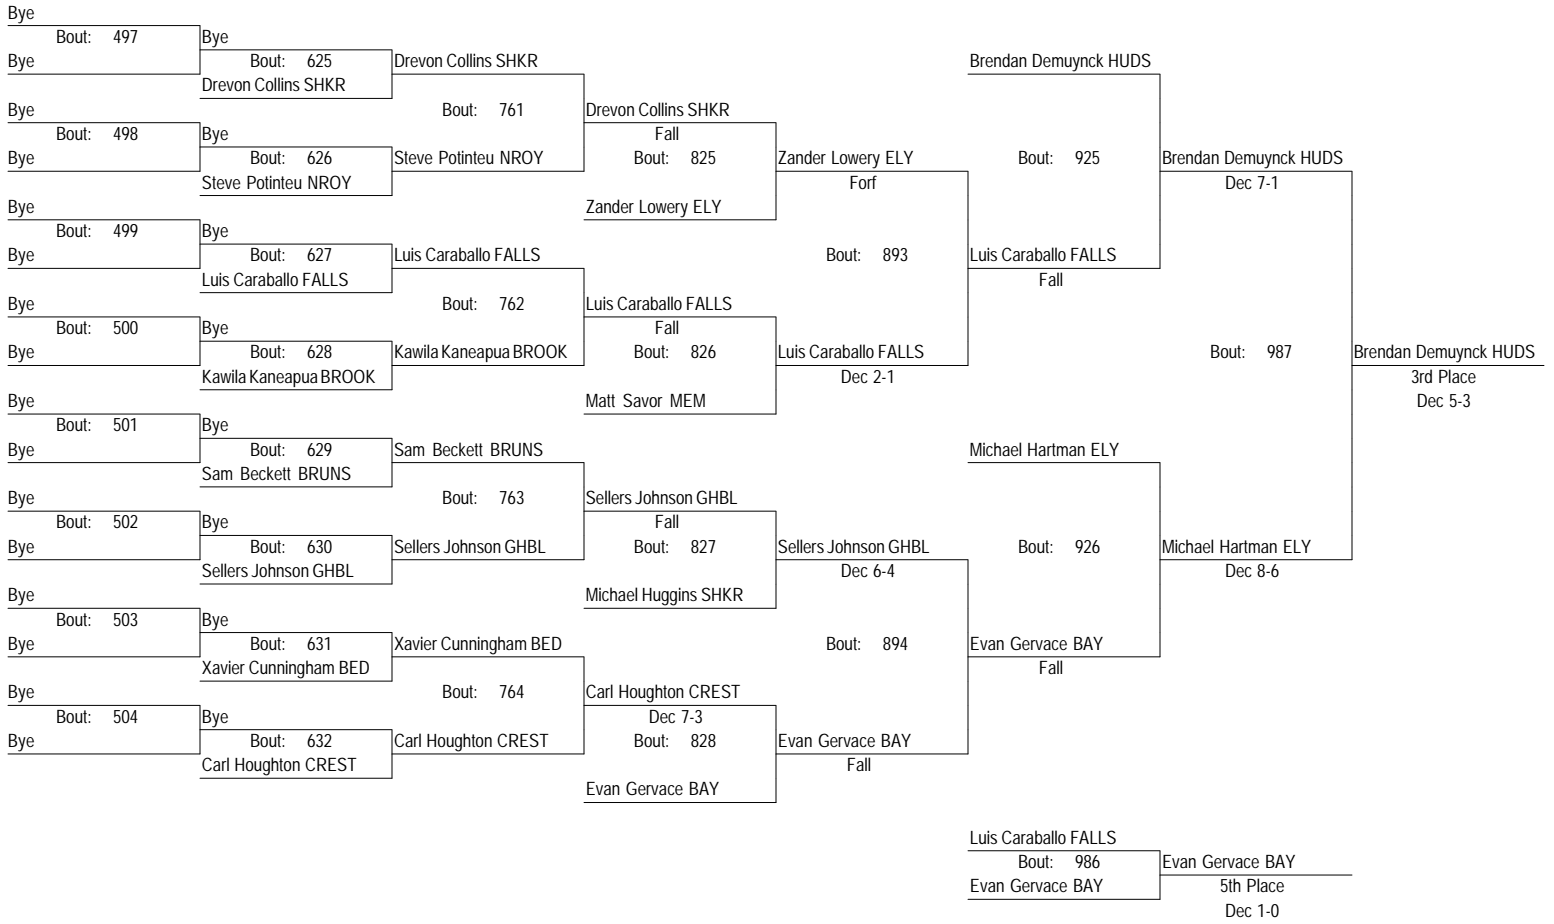 Bye
Bout: 497 Bye
Bye Bout: 625 Drevon Collins SHKR Brendan Demuynck HUDS
Drevon Collins SHKR
Bye Bout: 761 Drevon Collins SHKR
Bout: 498 Bye Fall
Bye Bout: 626 Steve Potinteu NROY Bout: 825 Zander Lowery ELY Bout: 925 Brendan Demuynck HUDS
Steve Potinteu NROY Forf Dec 7-1
Bye Zander Lowery ELY
Bout: 499 Bye
Bye Bout: 627 Luis Caraballo FALLS Bout: 893 Luis Caraballo FALLS
Luis Caraballo FALLS Fall
Bye Bout: 762 Luis Caraballo FALLS
Bout: 500 Bye Fall
Bye Bout: 628 Kawila Kaneapua BROOK Bout: 826 Luis Caraballo FALLS Bout: 987 Brendan Demuynck HUDS
Kawila Kaneapua BROOK Dec 2-1 3rd Place
Bye Matt Savor MEM Dec 5-3
Bout: 501 Bye
Bye Bout: 629 Sam Beckett BRUNS Michael Hartman ELY
Sam Beckett BRUNS
Bye Bout: 763 Sellers Johnson GHBL
Bout: 502 Bye Fall
Bye Bout: 630 Sellers Johnson GHBL Bout: 827 Sellers Johnson GHBL Bout: 926 Michael Hartman ELY
Sellers Johnson GHBL Dec 6-4 Dec 8-6
Bye Michael Huggins SHKR
Bout: 503 Bye
Bye Bout: 631 Xavier Cunningham BED Bout: 894 Evan Gervace BAY
Xavier Cunningham BED Fall
Bye Bout: 764 Carl Houghton CREST
Bout: 504 Bye Dec 7-3
Bye Bout: 632 Carl Houghton CREST Bout: 828 Evan Gervace BAY
Carl Houghton CREST Fall
Evan Gervace BAY
Luis Caraballo FALLS
Bout: 986 Evan Gervace BAY
Evan Gervace BAY 5th Place
Dec 1-0